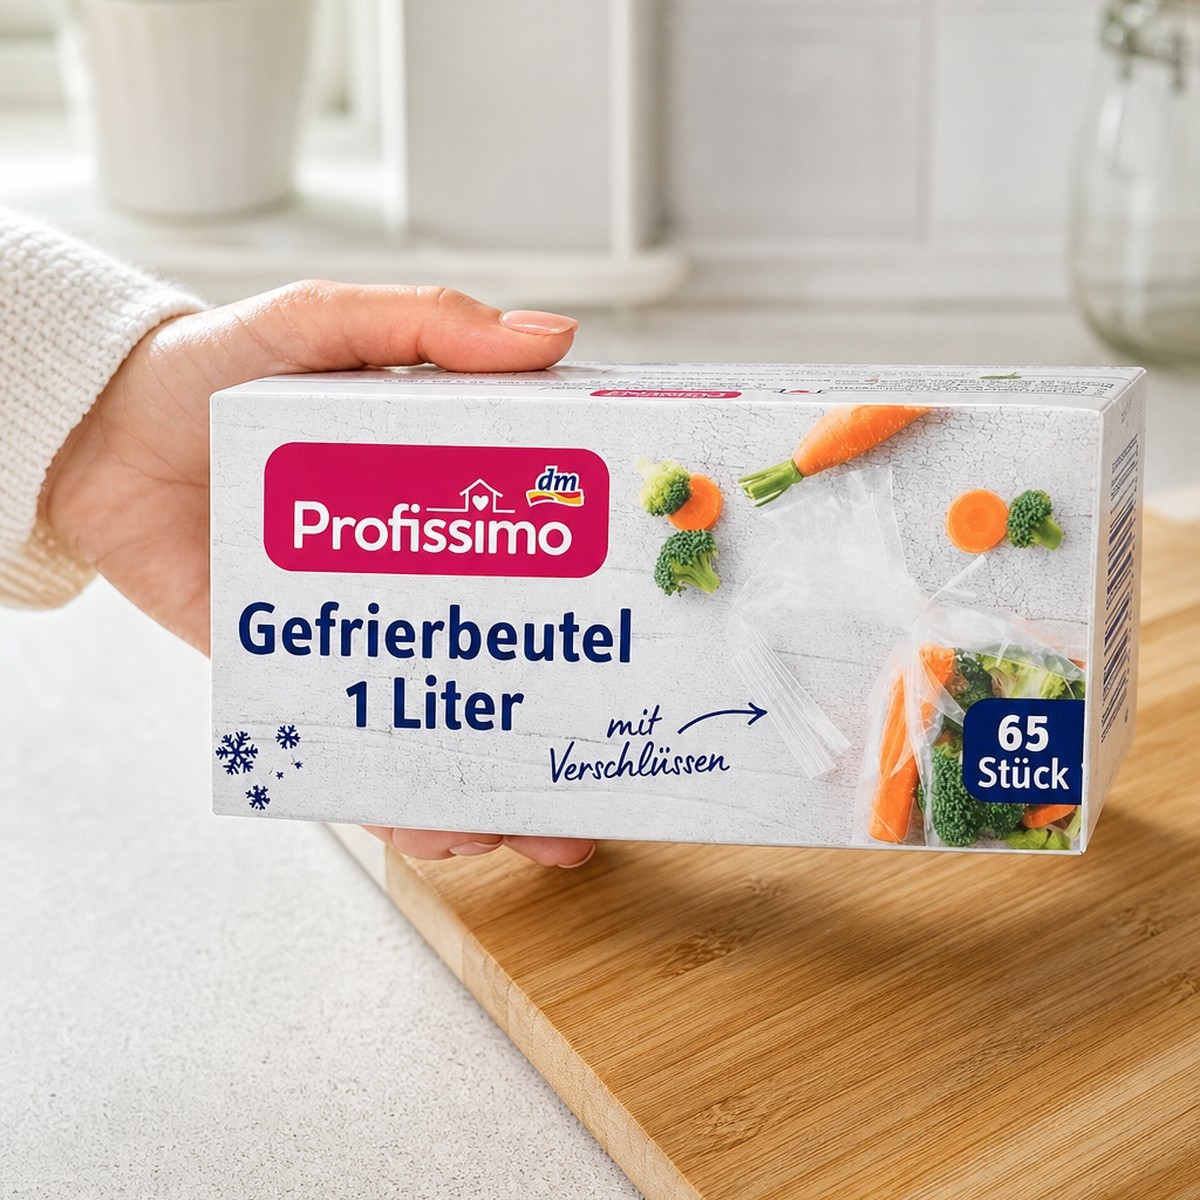 dm
Profissimo
Gefrierbeutel
1 Liter
mit
Verschlüssen
65
Stück